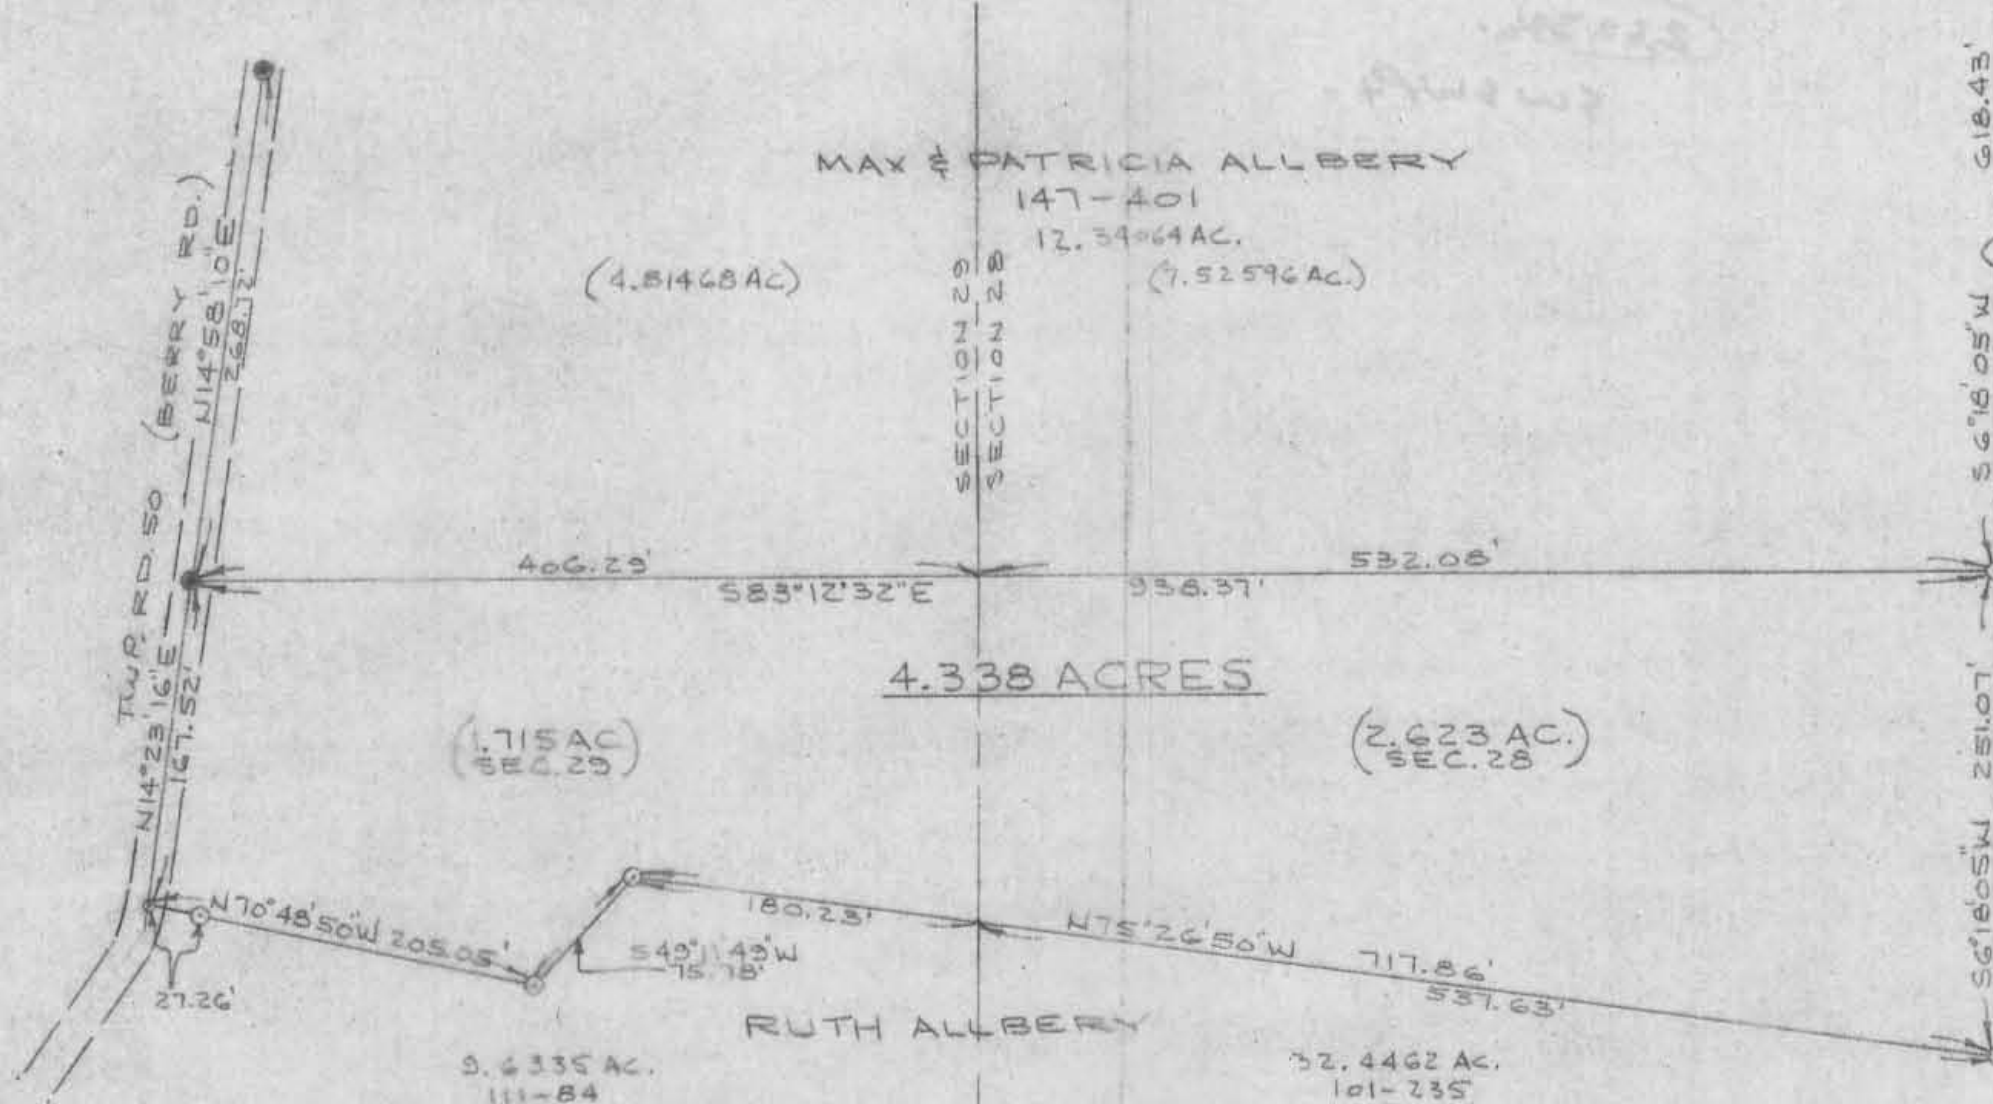 618.43'
S6°18'05"W
MAX & PATRICIA ALLBERY
147-401
12.34064 AC.
(4.81468 AC)
(7.52596 AC.)
SECTION 29
SECTION 28
(BERRY RD.)
N14°58'10"E
268.12'
TWP. RD. 50
N14°23'16"E
167.52'
406.29'
532.08'
S83°12'32"E
938.37'
4.338 ACRES
(1.715 AC
SEC. 29)
(2.623 AC.
SEC. 28)
S6°18'05"W 251.07'
N70°48'50"W 205.05'
27.26'
S49°11'49"W
75.78'
180.23'
N75°26'50"W
717.86'
537.63'
RUTH ALLBERY
9.6335 AC.
111-84
32.4462 AC.
101-235